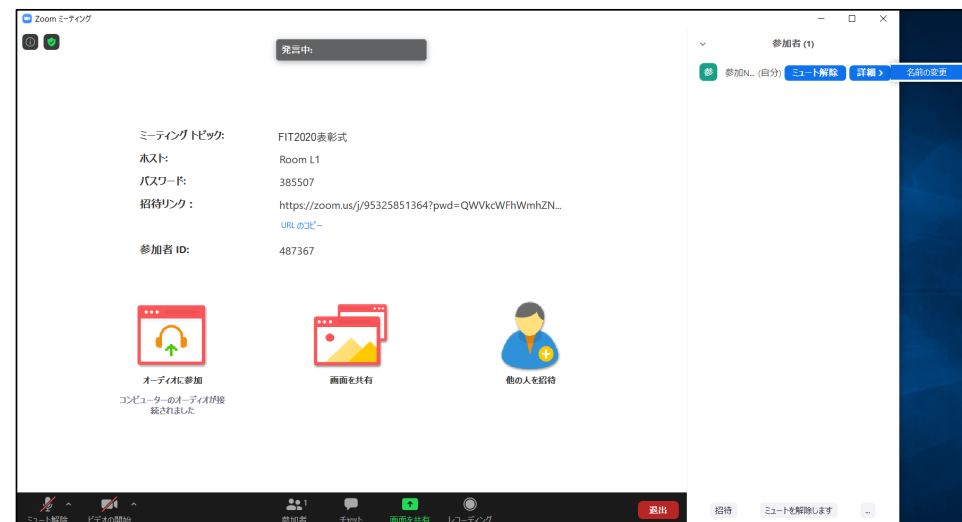 Zoom ミーティング
発言中:
参加者 (1)
参 参加N... (自分) ミュート解除 詳細 > 名前の変更
ミーティング トピック: FIT2020表彰式
ホスト: Room L1
パスワード: 385507
招待リンク: https://zoom.us/j/95325851364?pwd=QWVkcWFhWmhZN...
URL のコピー
参加者 ID: 487367
オーディオに参加 画面を共有 他の人を招待
コンピューターのオーディオが接
続されました
1
ミュート解除 ビデオの開始 参加者 チャット 画面を共有 レコーディング 退出
招待 ミュートを解除します ...